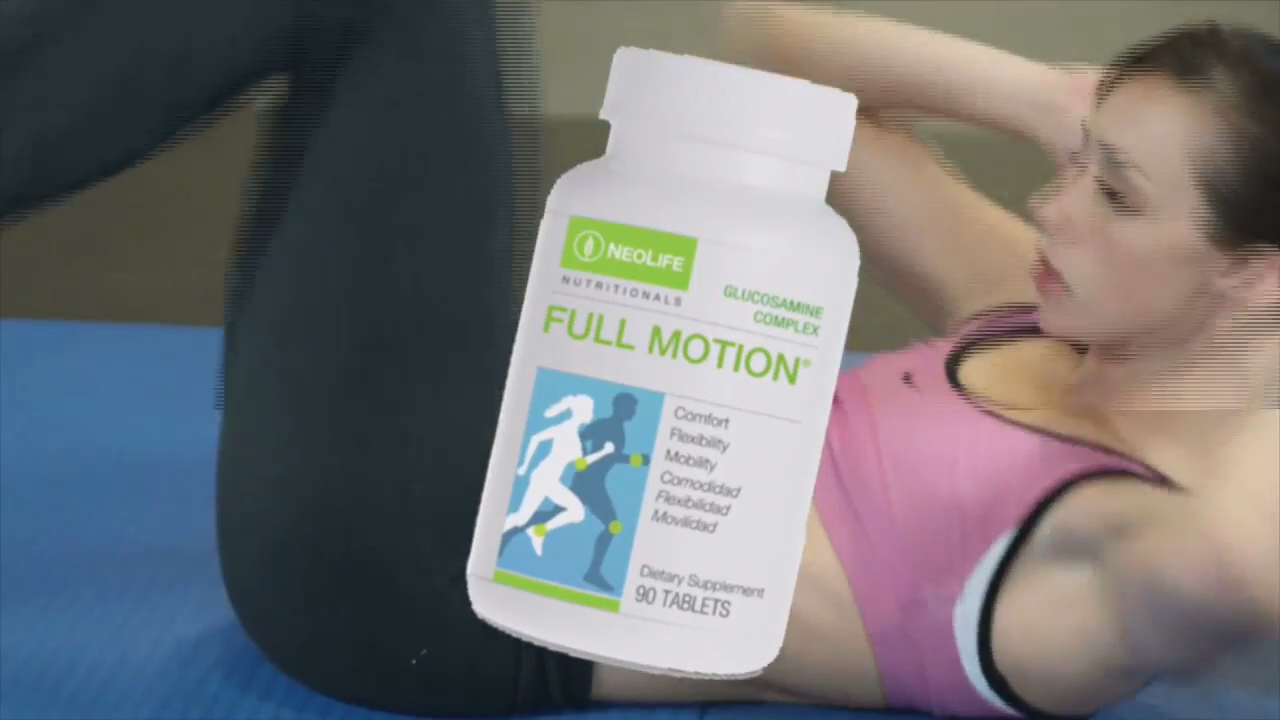 NEOLIFE
NUTRITIONALS
GLUCOSAMINE
COMPLEX
FULL MOTION®
Comfort
Flexibility
Mobility
Comodidad
Flexibilidad
Movilidad
Dietary Supplement
90 TABLETS